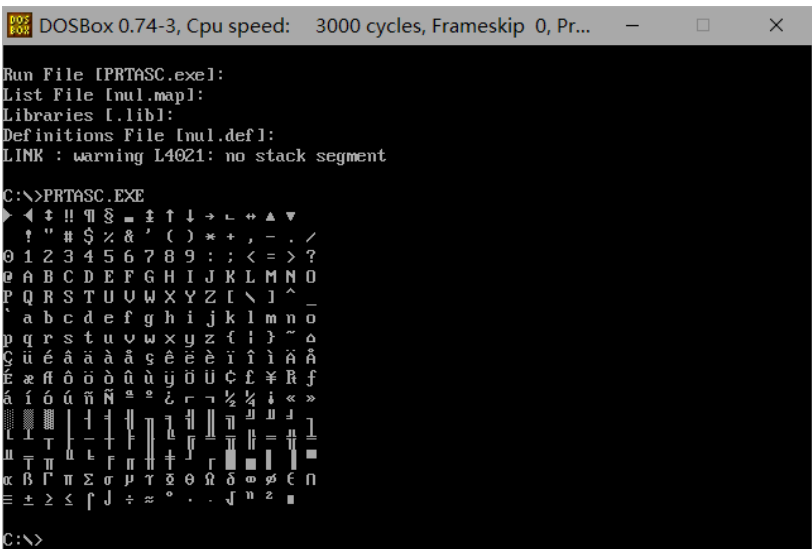 DOSBox 0.74-3, Cpu speed: 3000 cycles, Frameskip 0, Pr...
Run File [PRTASC.exe]:
List File [nul.map]:
Libraries [.lib]:
Definitions File [nul.def]:
LINK : warning L4021: no stack segment
C:\>PRTASC.EXE
► ◄ ↕ ‼ ¶ § ▬ ↨ ↑ ↓ → ∟ ↔ ▲ ▼
! " # $ % & ' ( ) * + , - . /
0 1 2 3 4 5 6 7 8 9 : ; < = > ?
@ A B C D E F G H I J K L M N O
P Q R S T U V W X Y Z [ \ ] ^ _
` a b c d e f g h i j k l m n o
p q r s t u v w x y z { | } ~ ⌂
Ç ü é â ä à å ç ê ë è ï î ì Ä Å
É æ Æ ô ö ò û ù ÿ Ö Ü ¢ £ ¥ ₧ ƒ
á í ó ú ñ Ñ ª º ¿ ⌐ ¬ ½ ¼ ¡ « »
░ ▒ ▓ │ ┤ ╡ ╢ ╖ ╕ ╣ ║ ╗ ╝ ╜ ╛ ┐
└ ┴ ┬ ├ ─ ┼ ╞ ╟ ╚ ╔ ╩ ╦ ╠ ═ ╬ ╧
╨ ╤ ╥ ╙ ╘ ╒ ╓ ╫ ╪ ┘ ┌ █ ▄ ▌ ▐ ▀
α ß Γ π Σ σ µ τ Φ Θ Ω δ ∞ φ ε ∩
≡ ± ≥ ≤ ⌠ ⌡ ÷ ≈ ° ∙ · √ ⁿ ² ■
C:\>